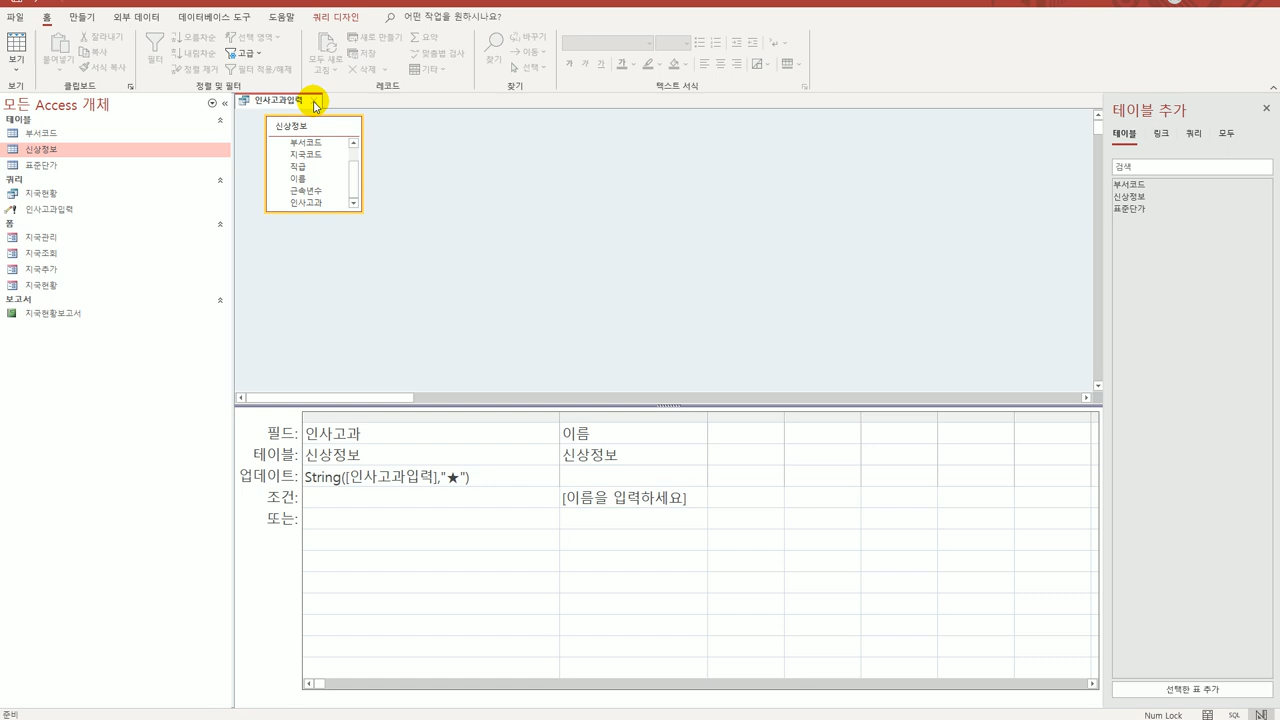 파일 홈 만들기 외부 데이터 데이터베이스 도구 도움말 쿼리 디자인 어떤 작업을 원하시나요?
보기
붙여넣기
잘라내기
복사
서식 복사
필터
오름차순
내림차순
정렬 제거
선택 영역
고급
필터 적용/해제
모두 새로
고침
새로 만들기
저장
삭제
요약
맞춤법 검사
기타
찾기
바꾸기
이동
선택
가 가 가 가 가
보기 클립보드 정렬 및 필터 레코드 찾기 텍스트 서식
모든 Access 개체
테이블
부서코드
신상정보
표준단가
쿼리
지국현황
인사고과입력
폼
지국관리
지국조회
지국추가
지국현황
보고서
지국현황보고서
인사고과입력
신상정보
부서코드
지국코드
직급
이름
근속년수
인사고과
필드: 인사고과 이름
테이블: 신상정보 신상정보
업데이트: String([인사고과입력],"★")
조건: [이름을 입력하세요]
또는:
테이블 추가
테이블 링크 쿼리 모두
검색
부서코드
신상정보
표준단가
선택한 표 추가
준비
Num Lock
SQL